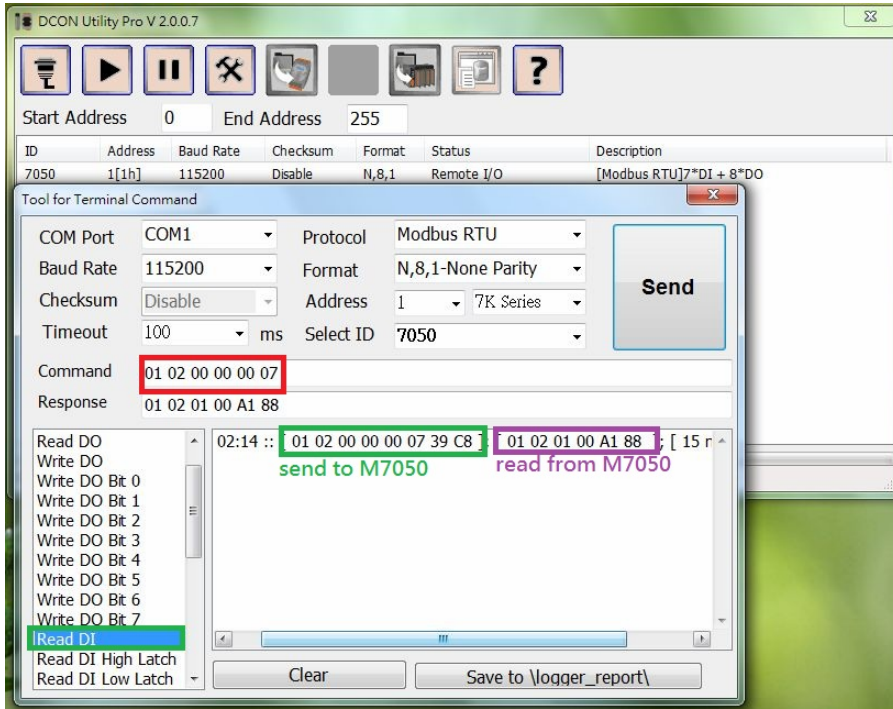 DCON Utility Pro V 2.0.0.7
?
Start Address 0 End Address 255
ID Address Baud Rate Checksum Format Status Description
7050 1[1h] 115200 Disable N,8,1 Remote I/O [Modbus RTU]7*DI + 8*DO
Tool for Terminal Command
COM Port COM1 Protocol Modbus RTU
Baud Rate 115200 Format N,8,1-None Parity
Checksum Disable Address 1 7K Series
Timeout 100 ms Select ID 7050
Send
Command 01 02 00 00 00 07
Response 01 02 01 00 A1 88
02:14 :: [ 01 02 00 00 00 07 39 C8 ] [ 01 02 01 00 A1 88 ]; [ 15
send to M7050 read from M7050
Read DO
Write DO
Write DO Bit 0
Write DO Bit 1
Write DO Bit 2
Write DO Bit 3
Write DO Bit 4
Write DO Bit 5
Write DO Bit 6
Write DO Bit 7
Read DI
Read DI High Latch
Read DI Low Latch
Clear Save to \logger_report\